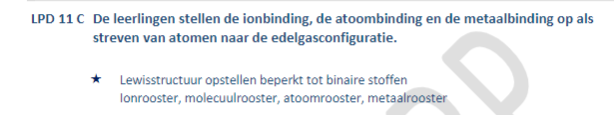 LPD 11 C De leerlingen stellen de ionbinding, de atoombinding en de metaalbinding op als
streven van atomen naar de edelgasconfiguratie.
★ Lewisstructuur opstellen beperkt tot binaire stoffen
Ionrooster, molecuulrooster, atoomrooster, metaalrooster